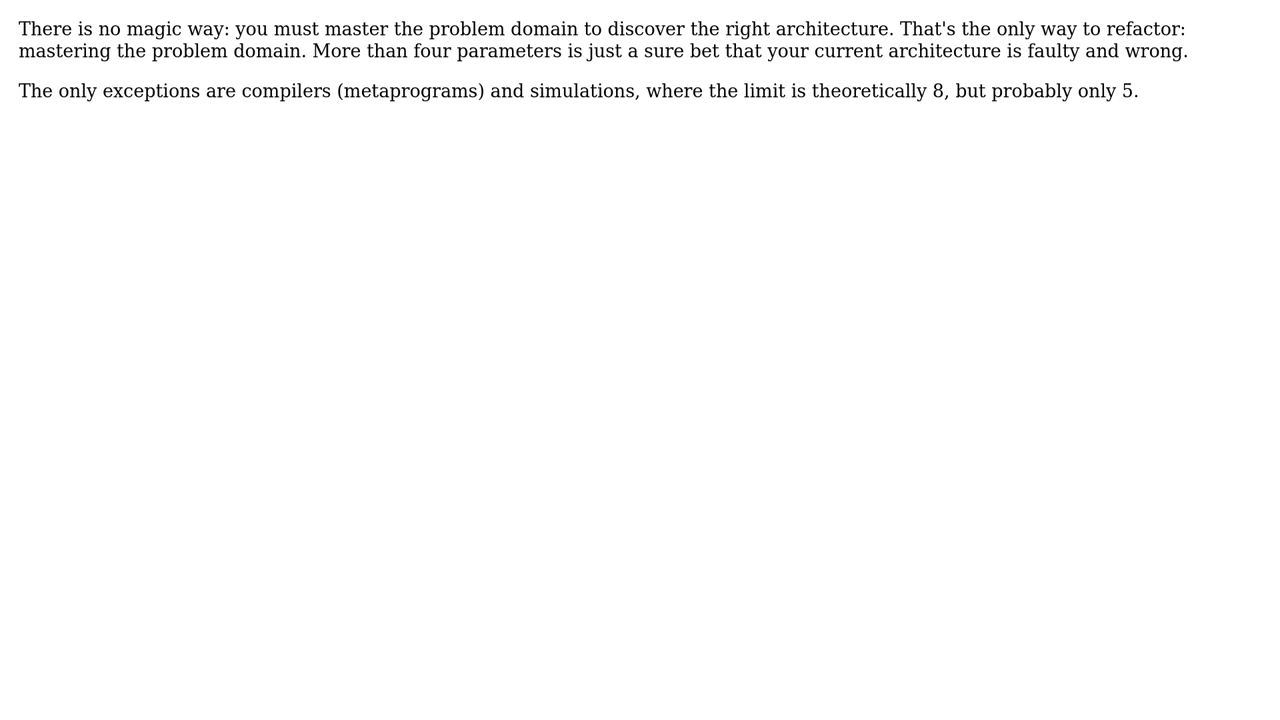 There is no magic way: you must master the problem domain to discover the right architecture. That's the only way to refactor:
mastering the problem domain. More than four parameters is just a sure bet that your current architecture is faulty and wrong.
The only exceptions are compilers (metaprograms) and simulations, where the limit is theoretically 8, but probably only 5.